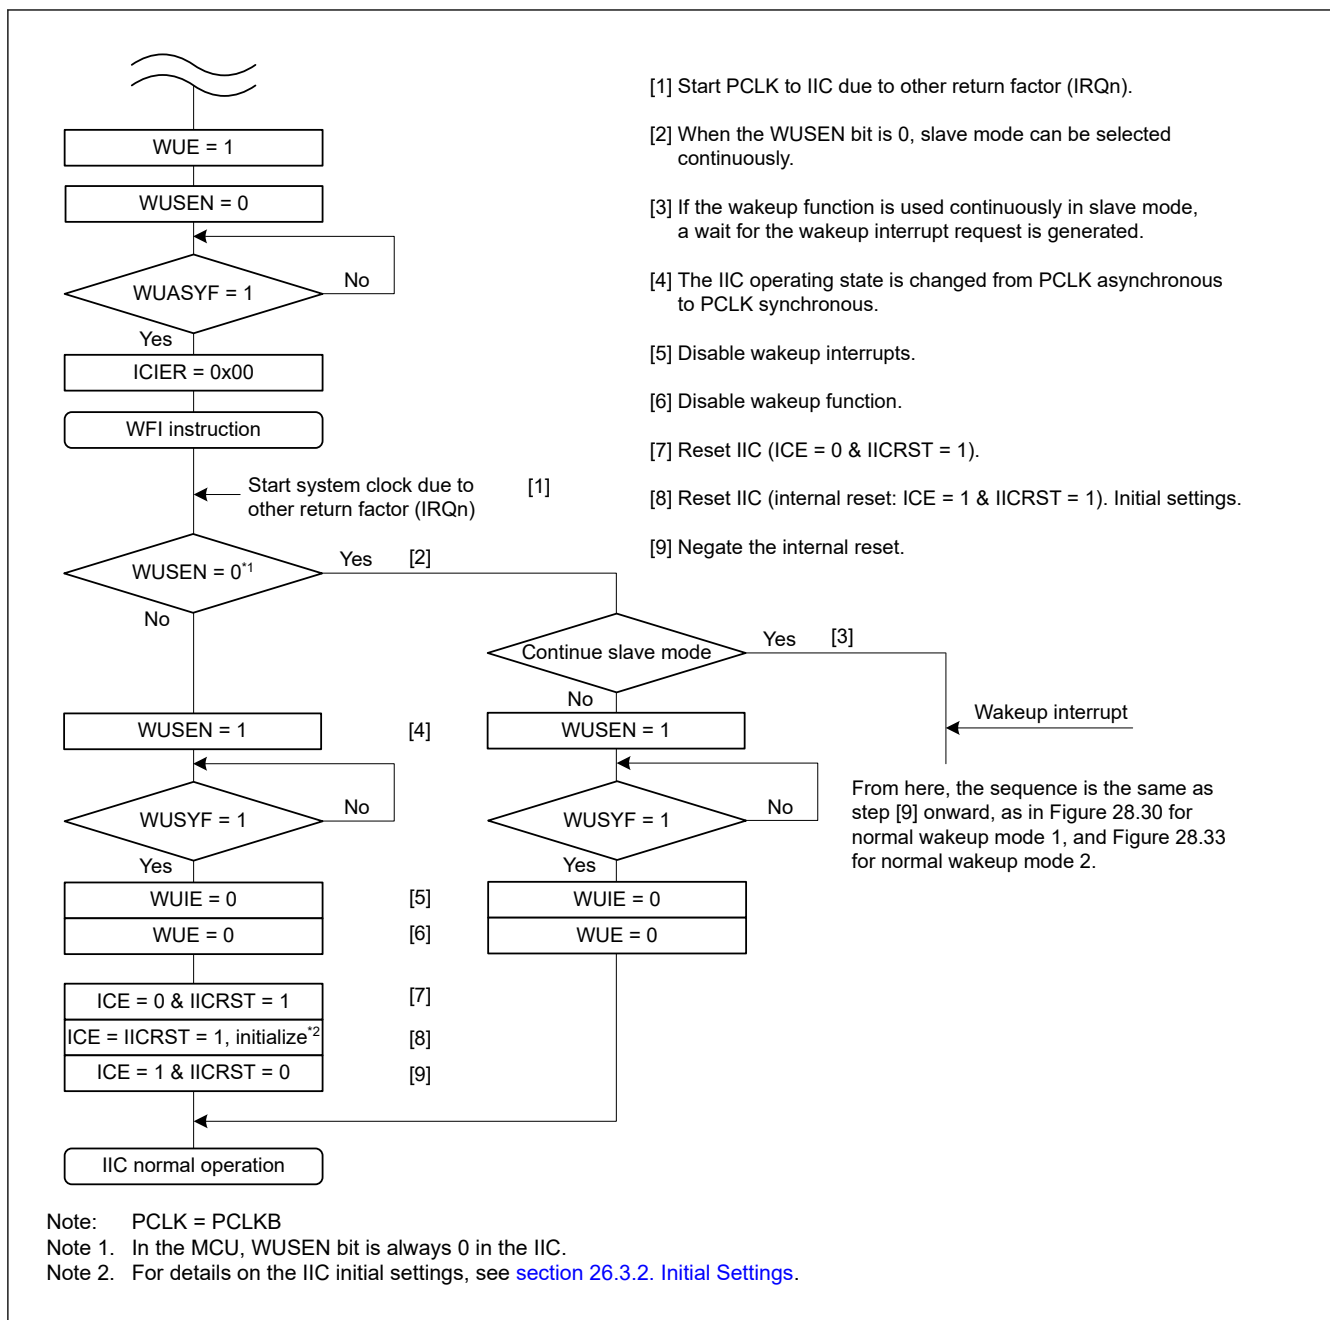 WUE = 1
WUSEN = 0
WUASYF = 1
No
Yes
ICIER = 0x00
WFI instruction
Start system clock due to
other return factor (IRQn)
[1]
WUSEN = 0*1
Yes
[2]
No
Continue slave mode
Yes
[3]
No
Wakeup interrupt
From here, the sequence is the same as
step [9] onward, as in Figure 28.30 for
normal wakeup mode 1, and Figure 28.33
for normal wakeup mode 2.
WUSEN = 1
[4]
WUSEN = 1
WUSYF = 1
No
Yes
WUSYF = 1
No
Yes
WUIE = 0
[5]
WUIE = 0
WUE = 0
[6]
WUE = 0
ICE = 0 & IICRST = 1
[7]
ICE = IICRST = 1, initialize*2
[8]
ICE = 1 & IICRST = 0
[9]
IIC normal operation
[1] Start PCLK to IIC due to other return factor (IRQn).
[2] When the WUSEN bit is 0, slave mode can be selected
continuously.
[3] If the wakeup function is used continuously in slave mode,
a wait for the wakeup interrupt request is generated.
[4] The IIC operating state is changed from PCLK asynchronous
to PCLK synchronous.
[5] Disable wakeup interrupts.
[6] Disable wakeup function.
[7] Reset IIC (ICE = 0 & IICRST = 1).
[8] Reset IIC (internal reset: ICE = 1 & IICRST = 1). Initial settings.
[9] Negate the internal reset.
Note: PCLK = PCLKB
Note 1. In the MCU, WUSEN bit is always 0 in the IIC.
Note 2. For details on the IIC initial settings, see section 26.3.2. Initial Settings.